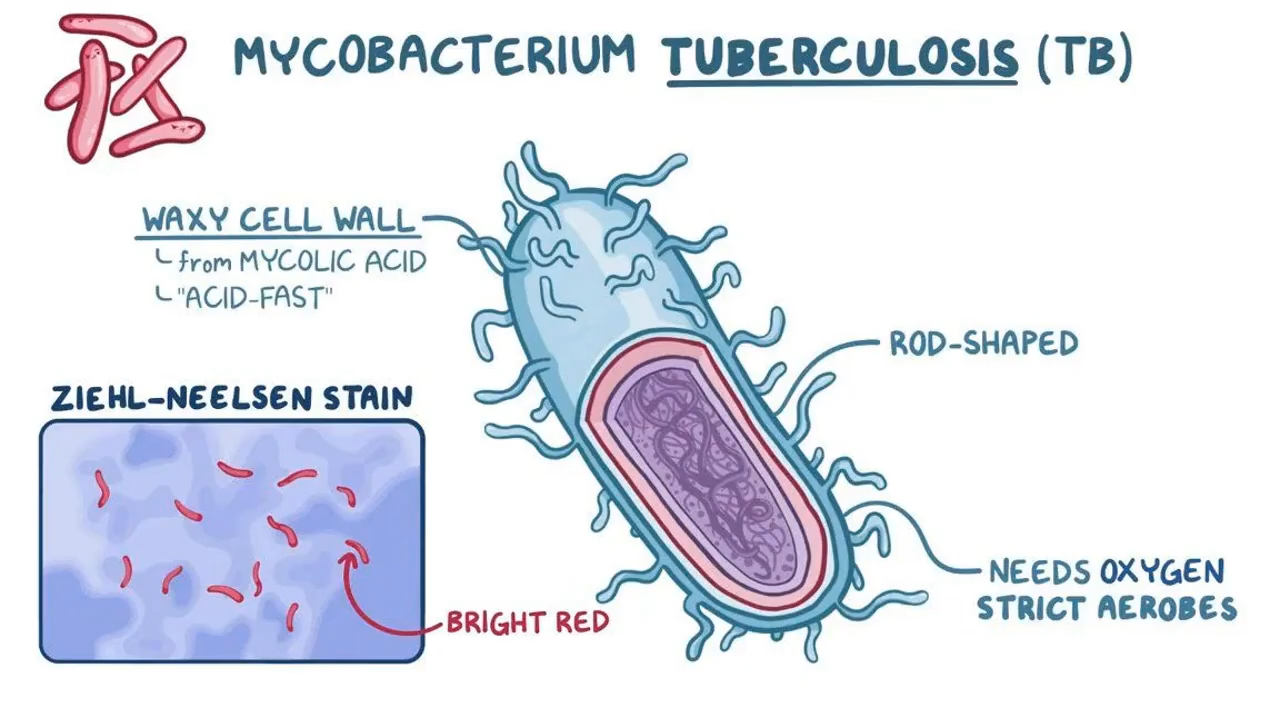 MYCOBACTERIUM TUBERCULOSIS (TB)
WAXY CELL WALL
from MYCOLIC ACID
"ACID-FAST"
ROD-SHAPED
ZIEHL-NEELSEN STAIN
BRIGHT RED
NEEDS OXYGEN
STRICT AEROBES